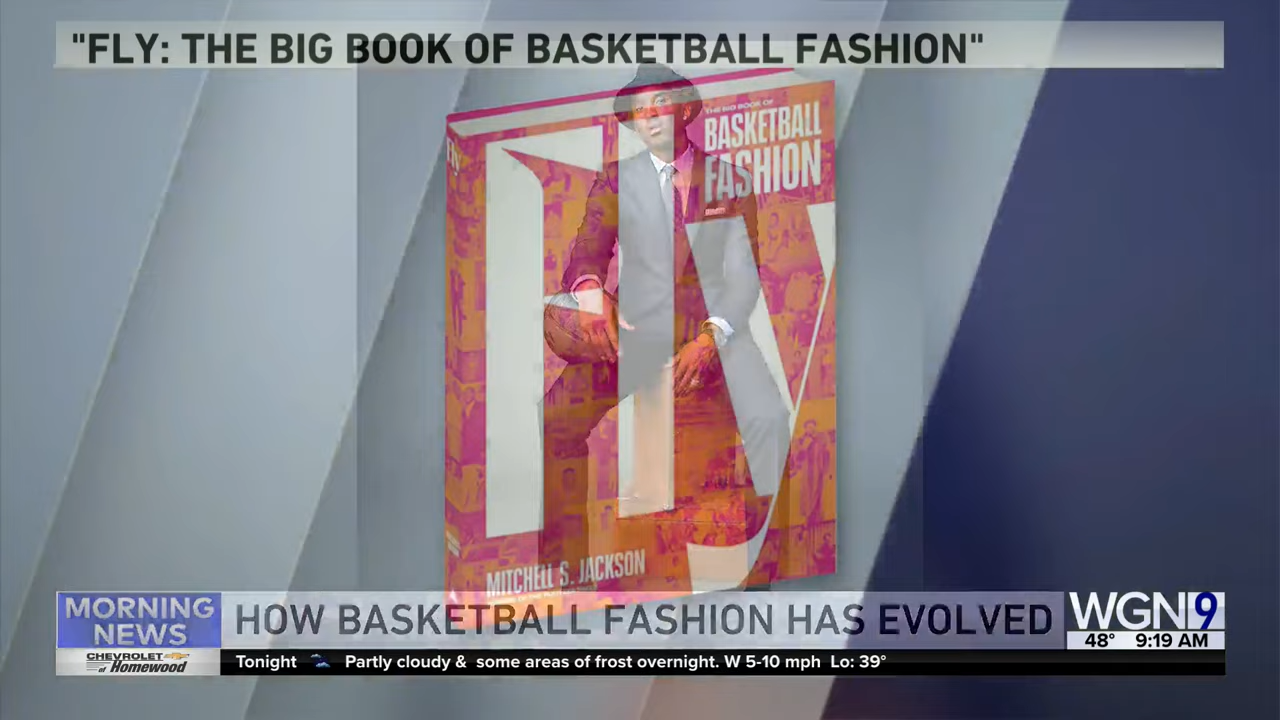 "FLY: THE BIG BOOK OF BASKETBALL FASHION"
THE BIG BOOK OF
BASKETBALL
FASHION
FLY
Fly
MITCHELL S. JACKSON
MORNING
NEWS
HOW BASKETBALL FASHION HAS EVOLVED
WGN9
48° 9:19 AM
CHEVROLET
of Homewood
Tonight Partly cloudy & some areas of frost overnight. W 5-10 mph Lo: 39°